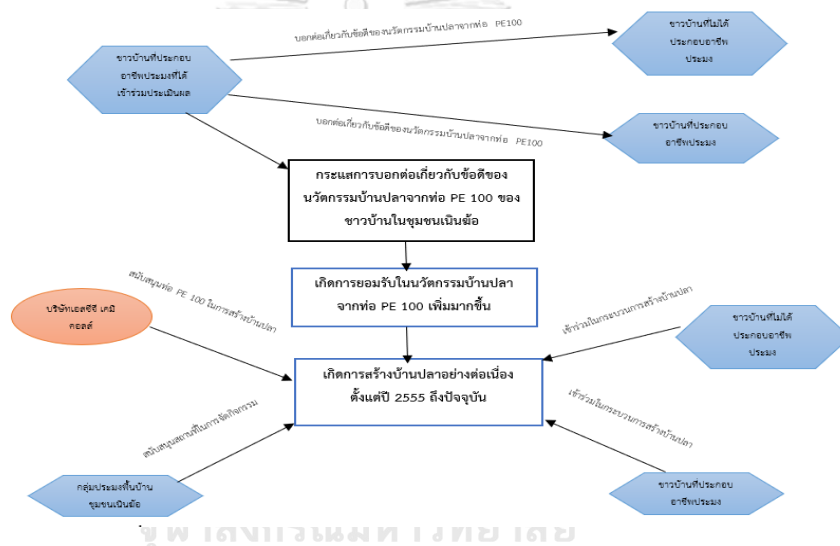 บอกต่อเกี่ยวกับข้อดีของนวัตกรรมบ้านปลาจากท่อ PE100
ชาวบ้านที่ไม่ได้
ประกอบอาชีพ
ประมง
ชาวบ้านที่ประกอบ
อาชีพประมงที่ได้
เข้าร่วมประเมินผล
บอกต่อเกี่ยวกับข้อดีของนวัตกรรมบ้านปลาจากท่อ PE100
ชาวบ้านที่ประกอบ
อาชีพประมง
กระแสการบอกต่อเกี่ยวกับข้อดีของ
นวัตกรรมบ้านปลาจากท่อ PE 100 ของ
ชาวบ้านในชุมชนเนินฆ้อ
เกิดการยอมรับในนวัตกรรมบ้านปลา
จากท่อ PE 100 เพิ่มมากขึ้น
สนับสนุนท่อ PE 100 ในการสร้างบ้านปลา
บริษัทเอสซีจี เคมิ
คอลล์
เข้าร่วมในกระบวนการสร้างบ้านปลา
ชาวบ้านที่ไม่ได้
ประกอบอาชีพ
ประมง
เกิดการสร้างบ้านปลาอย่างต่อเนื่อง
ตั้งแต่ปี 2555 ถึงปัจจุบัน
สนับสนุนสถานที่ในการจัดกิจกรรม
เข้าร่วมในกระบวนการสร้างบ้านปลา
กลุ่มประมงพื้นบ้าน
ชุมชนเนินฆ้อ
ชาวบ้านที่ประกอบ
อาชีพประมง
จุฬาลงกรณ์มหาวิทยาลัย